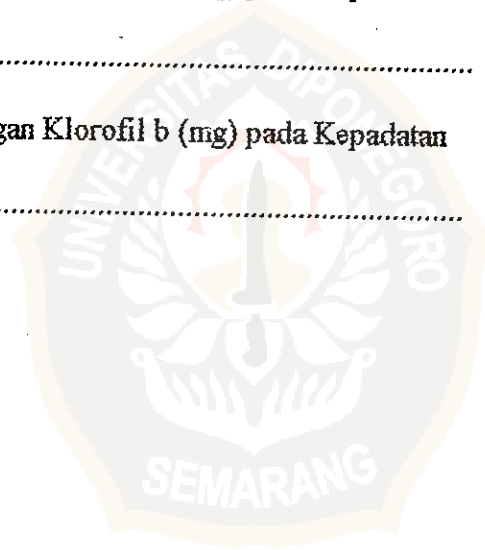 ......................................................................
gan Klorofil b (mg) pada Kepadatan
......................................................................
UNIVERSITAS DIPONEGORO
SEMARANG